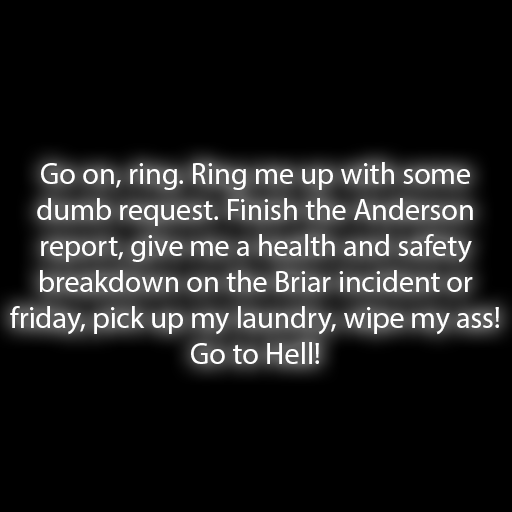 Go on, ring. Ring me up with some
dumb request. Finish the Anderson
report, give me a health and safety
breakdown on the Briar incident or
friday, pick up my laundry, wipe my ass!
Go to Hell!